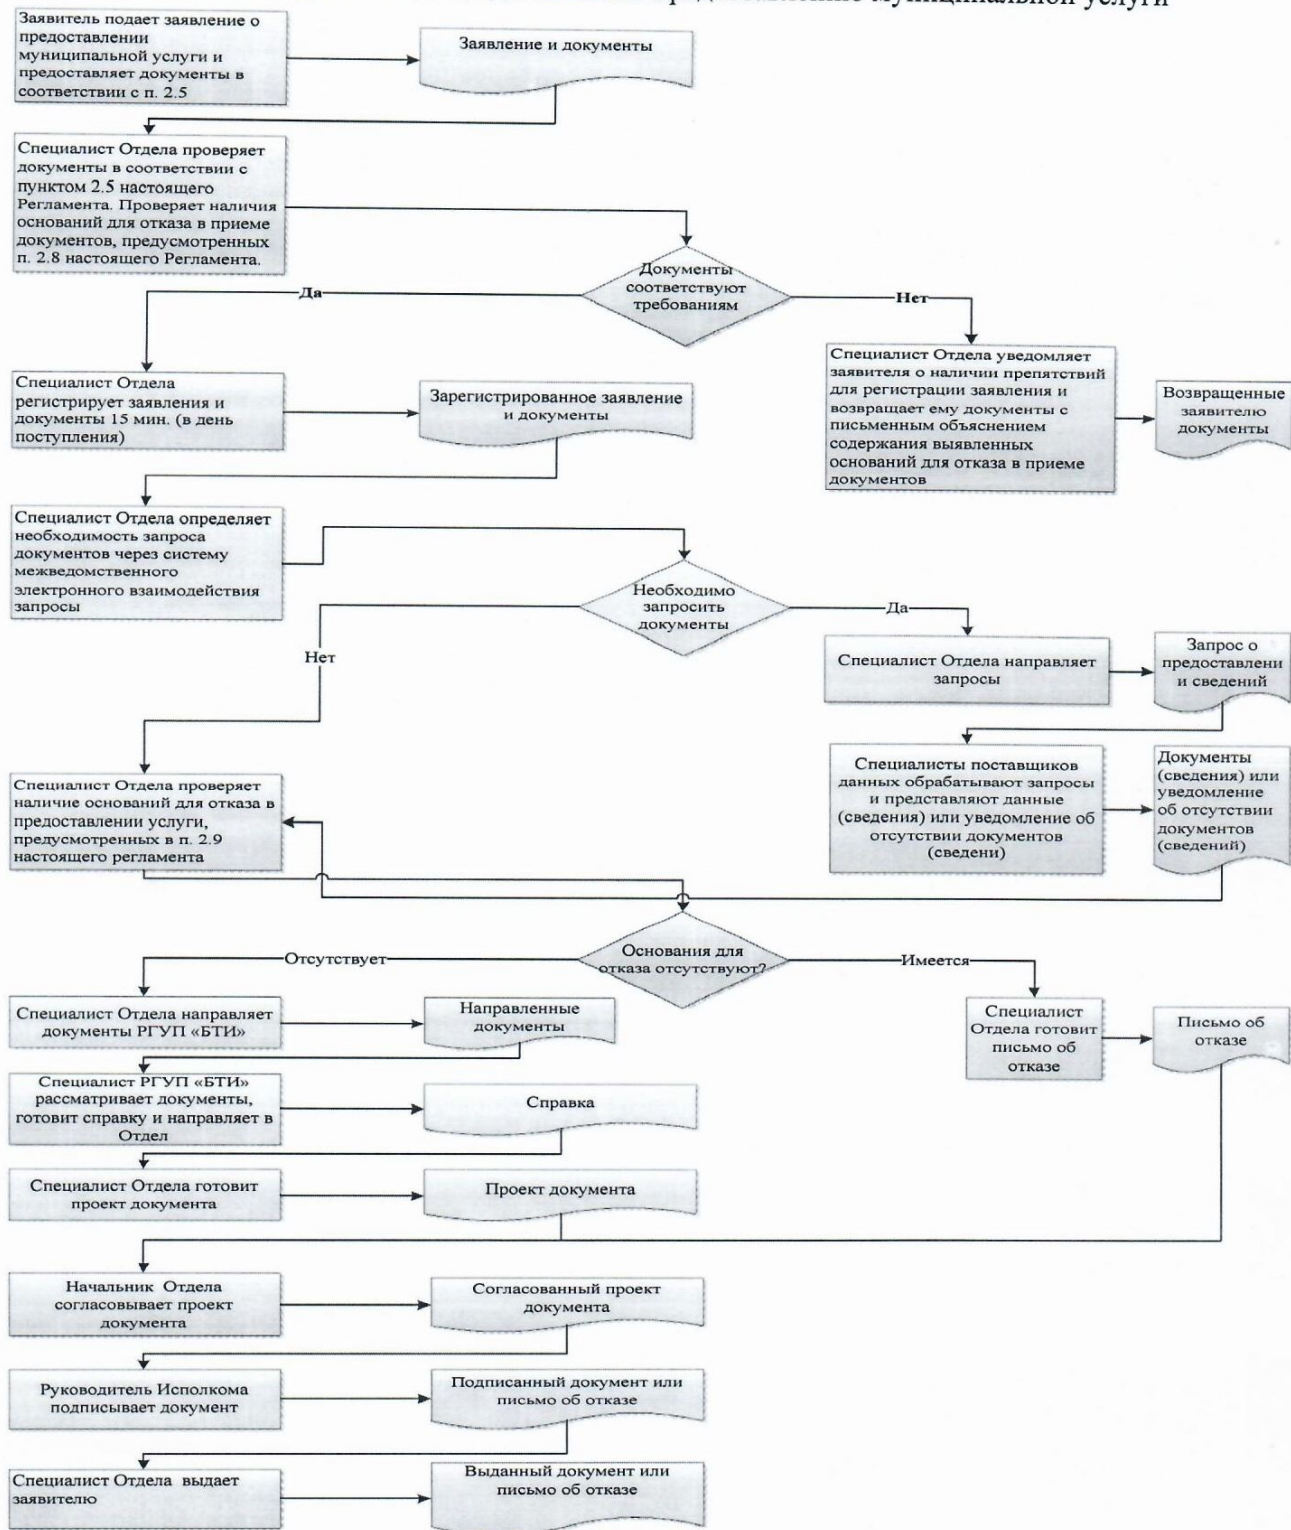 предоставление муниципальной услуги
Заявитель подает заявление о
предоставлении
муниципальной услуги и
предоставляет документы в
соответствии с п. 2.5
Заявление и документы
Специалист Отдела проверяет
документы в соответствии с
пунктом 2.5 настоящего
Регламента. Проверяет наличия
оснований для отказа в приеме
документов, предусмотренных
п. 2.8 настоящего Регламента.
Документы
соответствуют
требованиям
Да
Нет
Специалист Отдела
регистрирует заявления и
документы 15 мин. (в день
поступления)
Зарегистрированное заявление
и документы
Специалист Отдела уведомляет
заявителя о наличии препятствий
для регистрации заявления и
возвращает ему документы с
письменным объяснением
содержания выявленных
оснований для отказа в приеме
документов
Возвращенные
заявителю
документы
Специалист Отдела определяет
необходимость запроса
документов через систему
межведомственного
электронного взаимодействия
запросы
Необходимо
запросить
документы
Да
Нет
Специалист Отдела направляет
запросы
Запрос о
предоставлени
и сведений
Специалисты поставщиков
данных обрабатывают запросы
и представляют данные
(сведения) или уведомление об
отсутствии документов
(сведени)
Документы
(сведения) или
уведомление
об отсутствии
документов
(сведений)
Специалист Отдела проверяет
наличие оснований для отказа в
предоставлении услуги,
предусмотренных в п. 2.9
настоящего регламента
Основания для
отказа отсутствуют?
Отсутствует
Имеется
Специалист Отдела направляет
документы РГУП «БТИ»
Направленные
документы
Специалист
Отдела готовит
письмо об
отказе
Письмо об
отказе
Специалист РГУП «БТИ»
рассматривает документы,
готовит справку и направляет в
Отдел
Справка
Специалист Отдела готовит
проект документа
Проект документа
Начальник Отдела
согласовывает проект
документа
Согласованный проект
документа
Руководитель Исполкома
подписывает документ
Подписанный документ или
письмо об отказе
Специалист Отдела выдает
заявителю
Выданный документ или
письмо об отказе